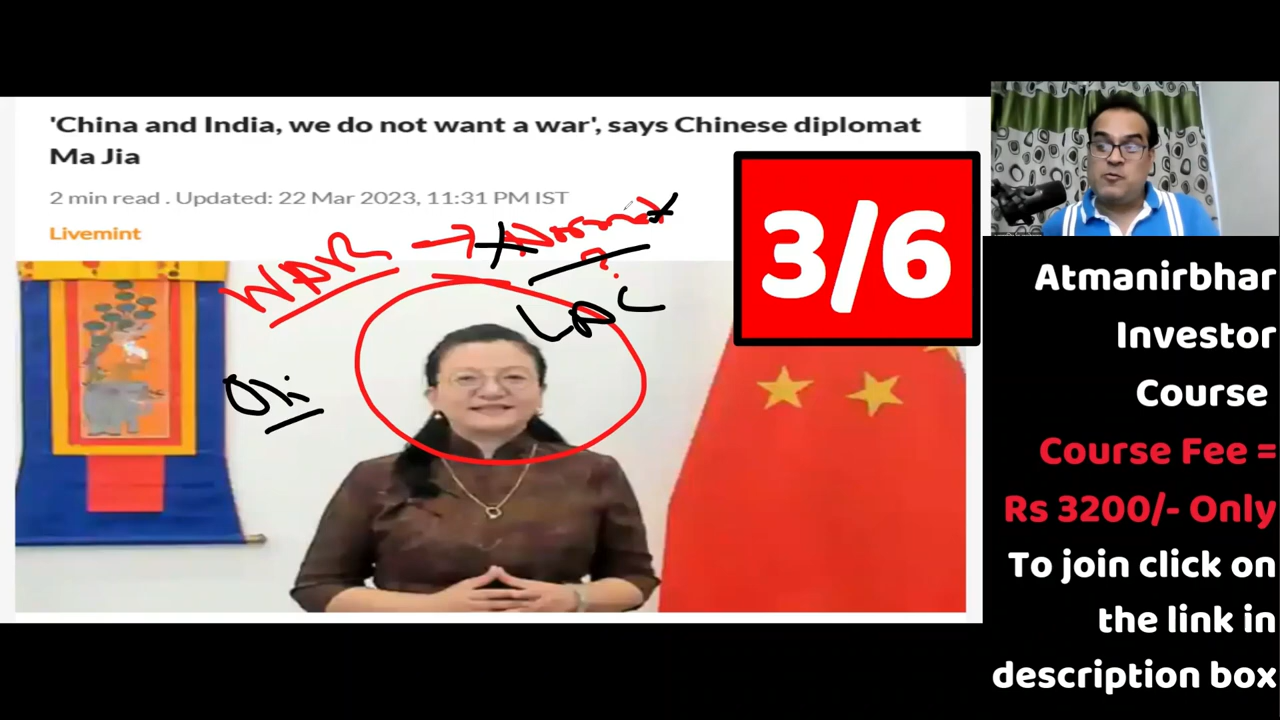 'China and India, we do not want a war', says Chinese diplomat
Ma Jia
2 min read . Updated: 22 Mar 2023, 11:31 PM IST
Livemint
WAR → Normal
?
LAC
3/6
Atmanirbhar
Investor
Course
Course Fee =
Rs 3200/- Only
To join click on
the link in
description box